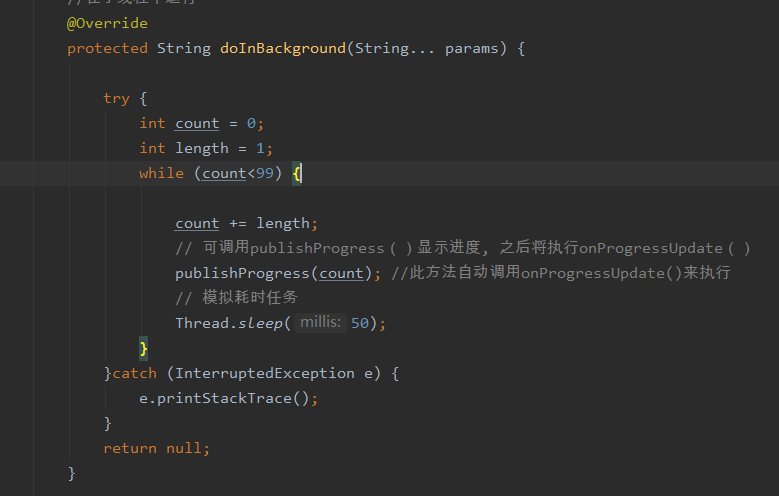 @Override
protected String doInBackground(String... params) {
try {
int count = 0;
int length = 1;
while (count<99) {
count += length;
// 可调用publishProgress（）显示进度, 之后将执行onProgressUpdate（）
publishProgress(count); //此方法自动调用onProgressUpdate()来执行
// 模拟耗时任务
Thread.sleep( millis: 50);
}
}catch (InterruptedException e) {
e.printStackTrace();
}
return null;
}